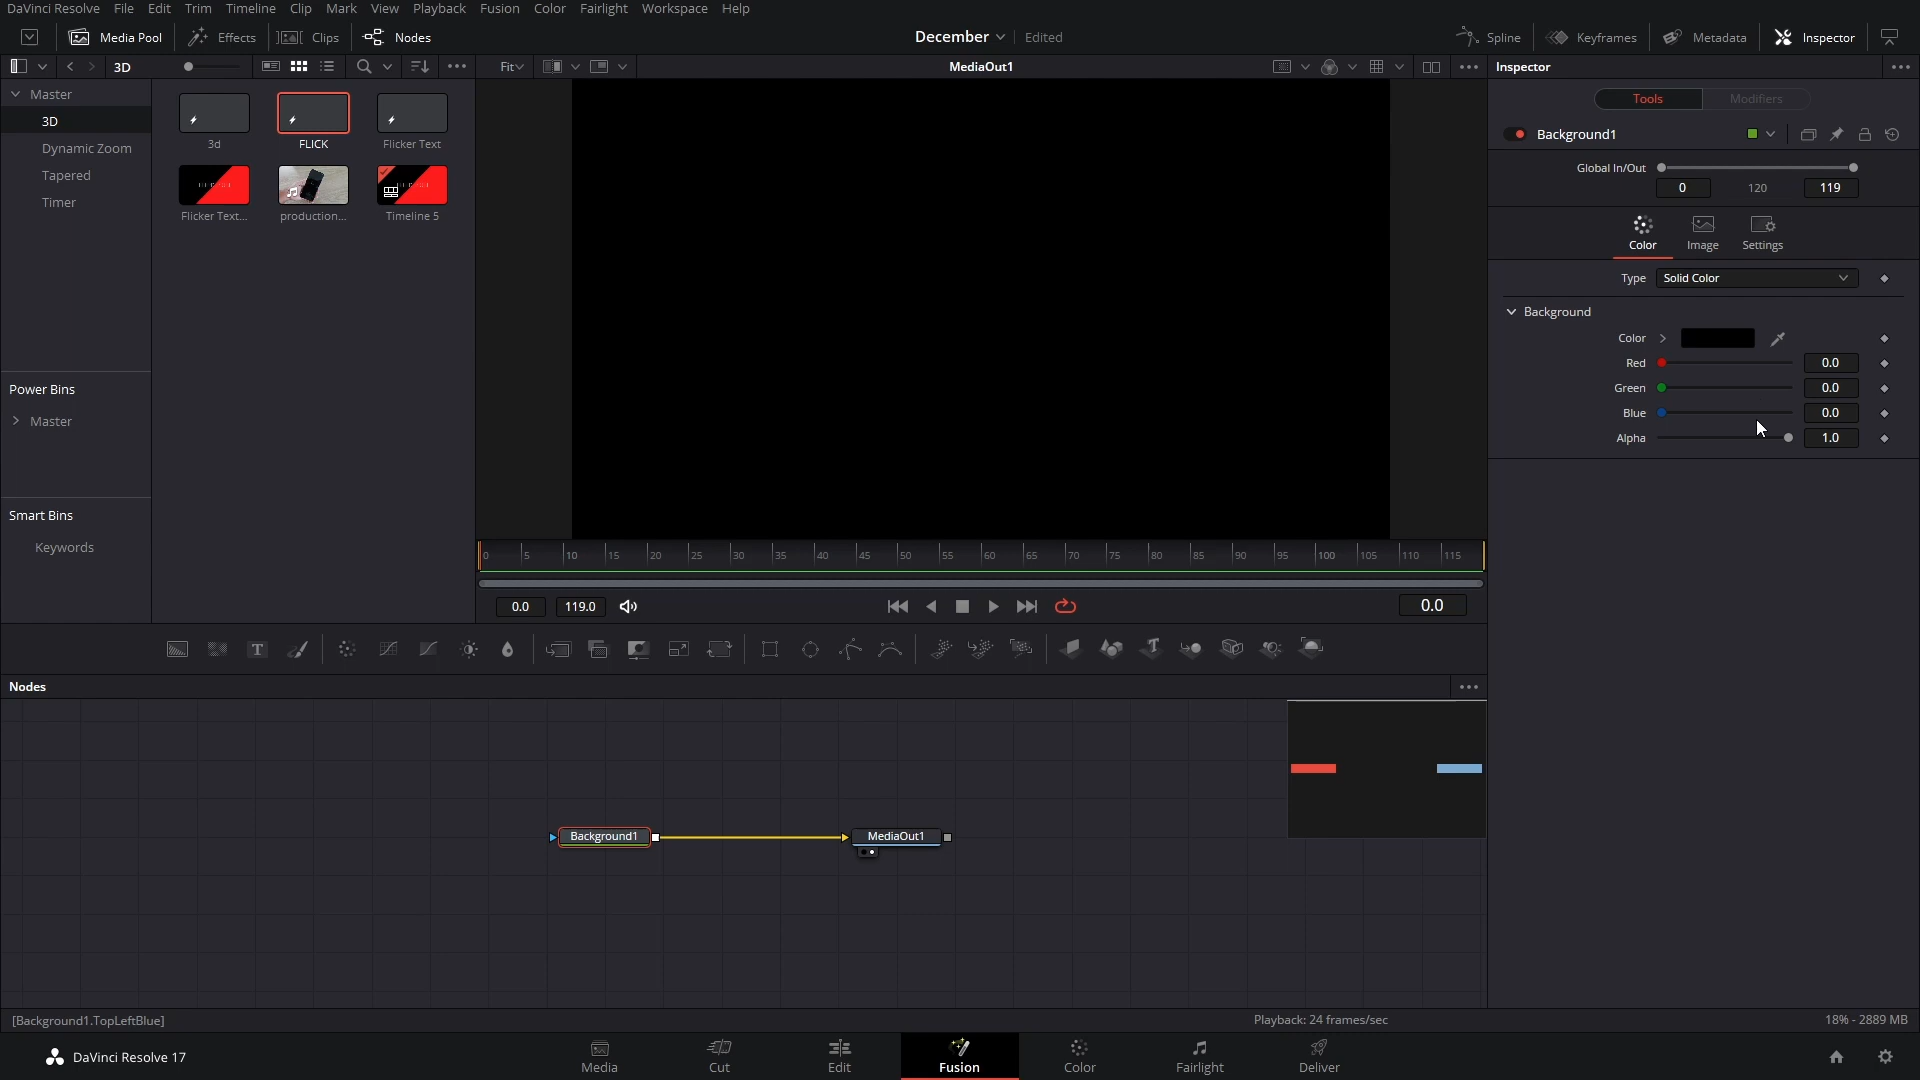 DaVinci Resolve File Edit Trim Timeline Clip Mark View Playback Fusion Color Fairlight Workspace Help
Media Pool Effects Clips Nodes December Edited Spline Keyframes Metadata Inspector
3D Fit MediaOut1 Inspector
Master
3D
Dynamic Zoom
Tapered
Timer
Power Bins
Master
Smart Bins
Keywords
3d FLICK Flicker Text
Flicker Text... production... Timeline 5
Tools Modifiers
Background1
Global In/Out
0 120 119
Color Image Settings
Type Solid Color
Background
Color
Red 0.0
Green 0.0
Blue 0.0
Alpha 1.0
0 5 10 15 20 25 30 35 40 45 50 55 60 65 70 75 80 85 90 95 100 105 110 115
0.0 119.0 0.0
T T
Nodes
Background1 MediaOut1
[Background1.TopLeftBlue] Playback: 24 frames/sec 18% - 2889 MB
DaVinci Resolve 17 Media Cut Edit Fusion Color Fairlight Deliver